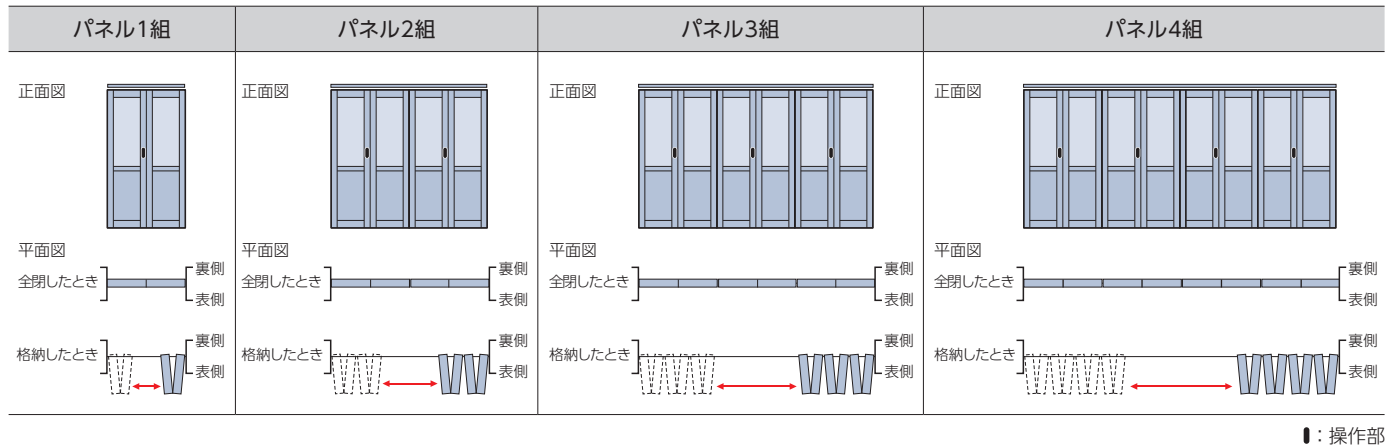 パネル1組
パネル2組
パネル3組
パネル4組
正面図
正面図
正面図
正面図
平面図
平面図
平面図
平面図
裏側
裏側
裏側
裏側
全閉したとき
全閉したとき
全閉したとき
全閉したとき
表側
表側
表側
表側
裏側
裏側
裏側
裏側
格納したとき
格納したとき
格納したとき
格納したとき
表側
表側
表側
表側
：操作部